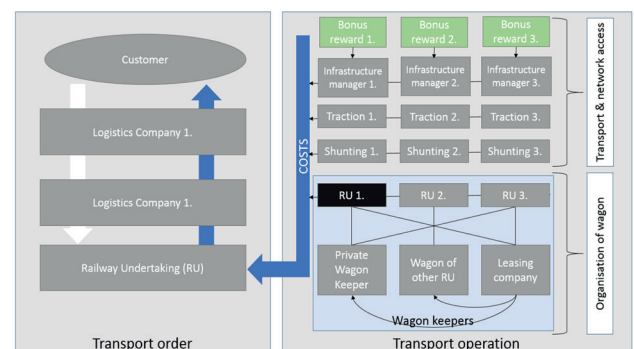 Customer
Logistics Company 1.
Logistics Company 1.
Railway Undertaking (RU)
Transport order
COSTS
Bonus
reward 1.
Bonus
reward 2.
Bonus
reward 3.
Infrastructure
manager 1.
Infrastructure
manager 2.
Infrastructure
manager 3.
Traction 1.
Traction 2.
Traction 3.
Shunting 1.
Shunting 2.
Shunting 3.
RU 1.
RU 2.
RU 3.
Private
Wagon
Keeper
Wagon of
other RU
Leasing
company
Wagon keepers
Transport operation
Transport & network access
Organisation of wagon